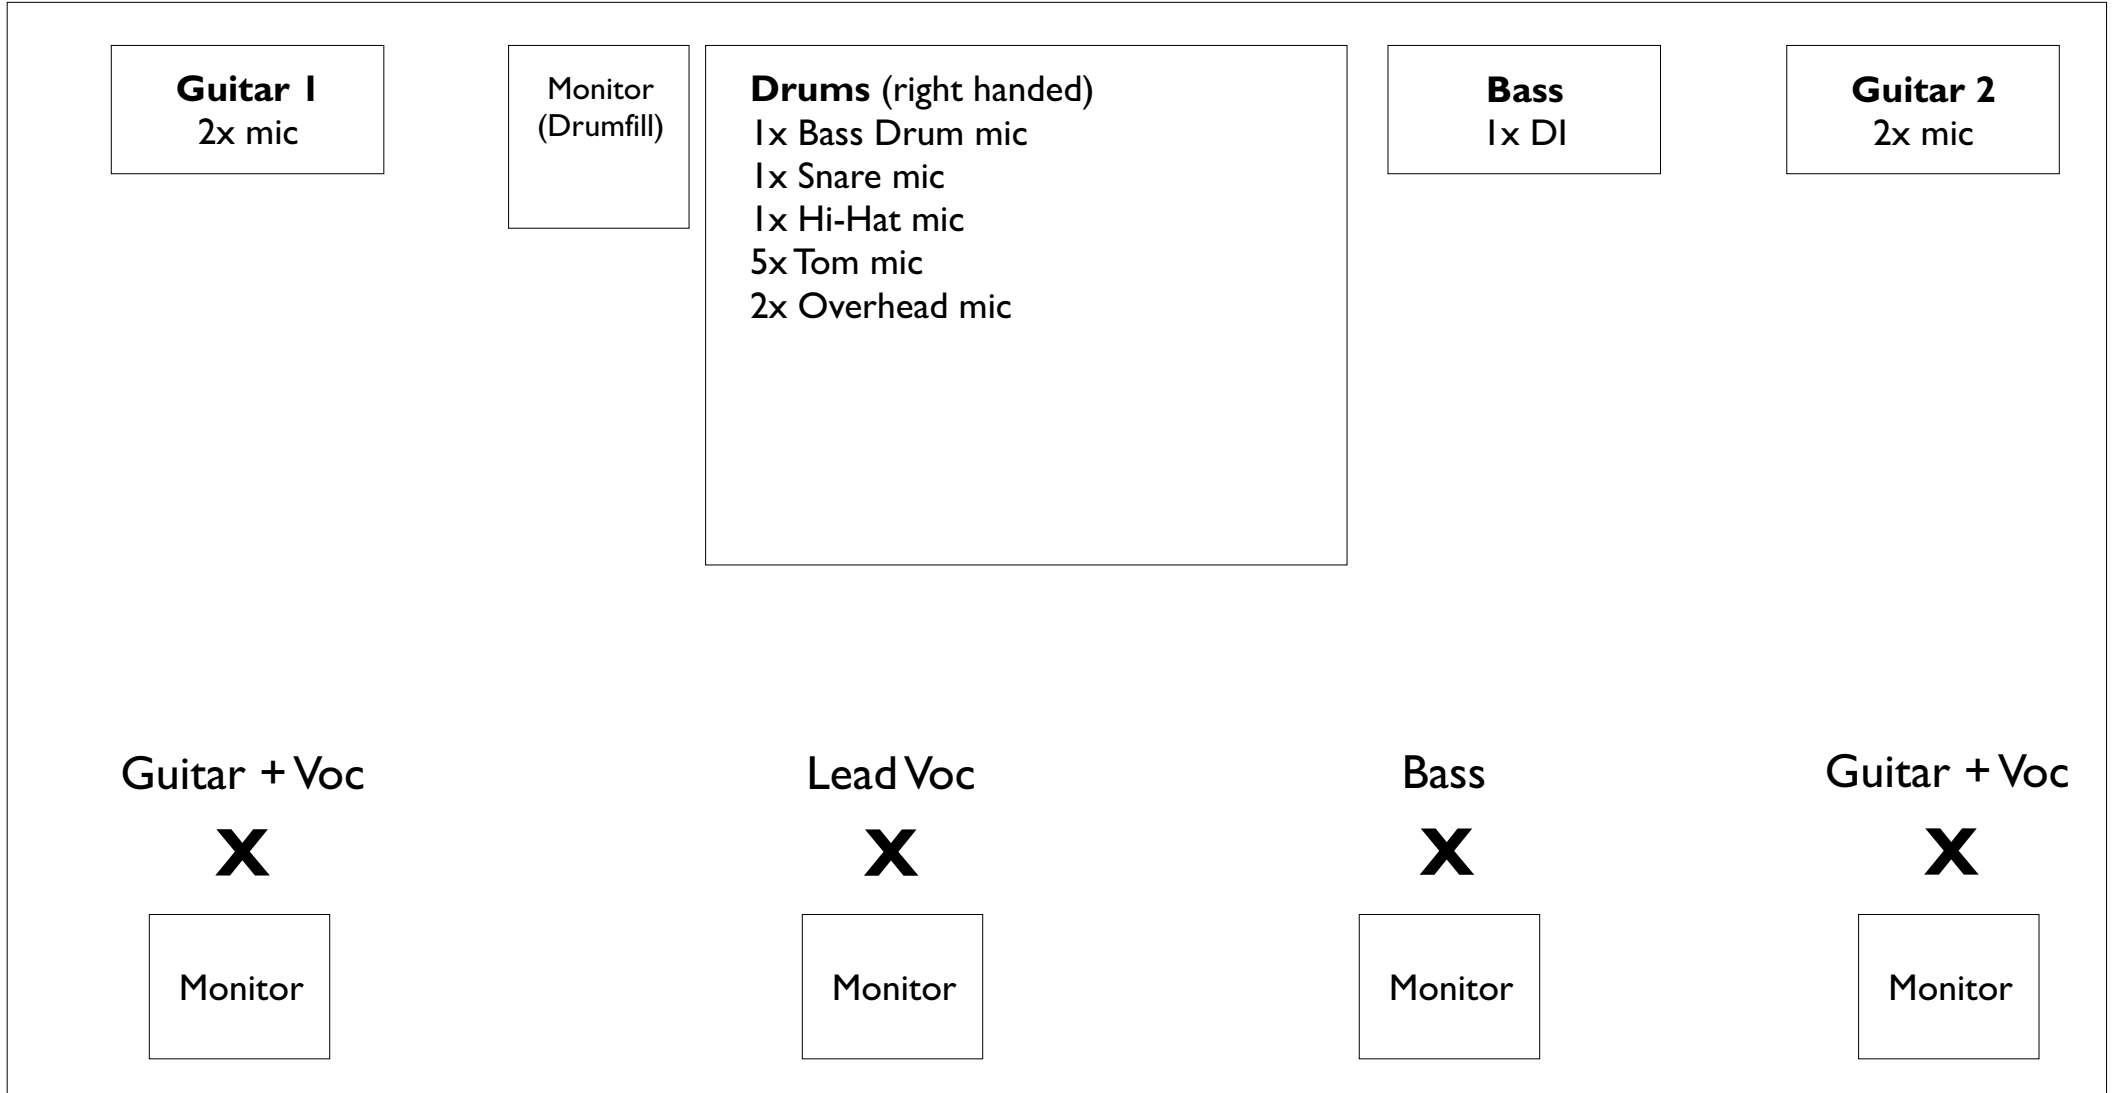 Guitar 1
2x mic
Monitor
(Drumfill)
Drums (right handed)
1x Bass Drum mic
1x Snare mic
1x Hi-Hat mic
5x Tom mic
2x Overhead mic
Bass
1x DI
Guitar 2
2x mic
Guitar + Voc
Lead Voc
Bass
Guitar + Voc
x
x
x
x
Monitor
Monitor
Monitor
Monitor